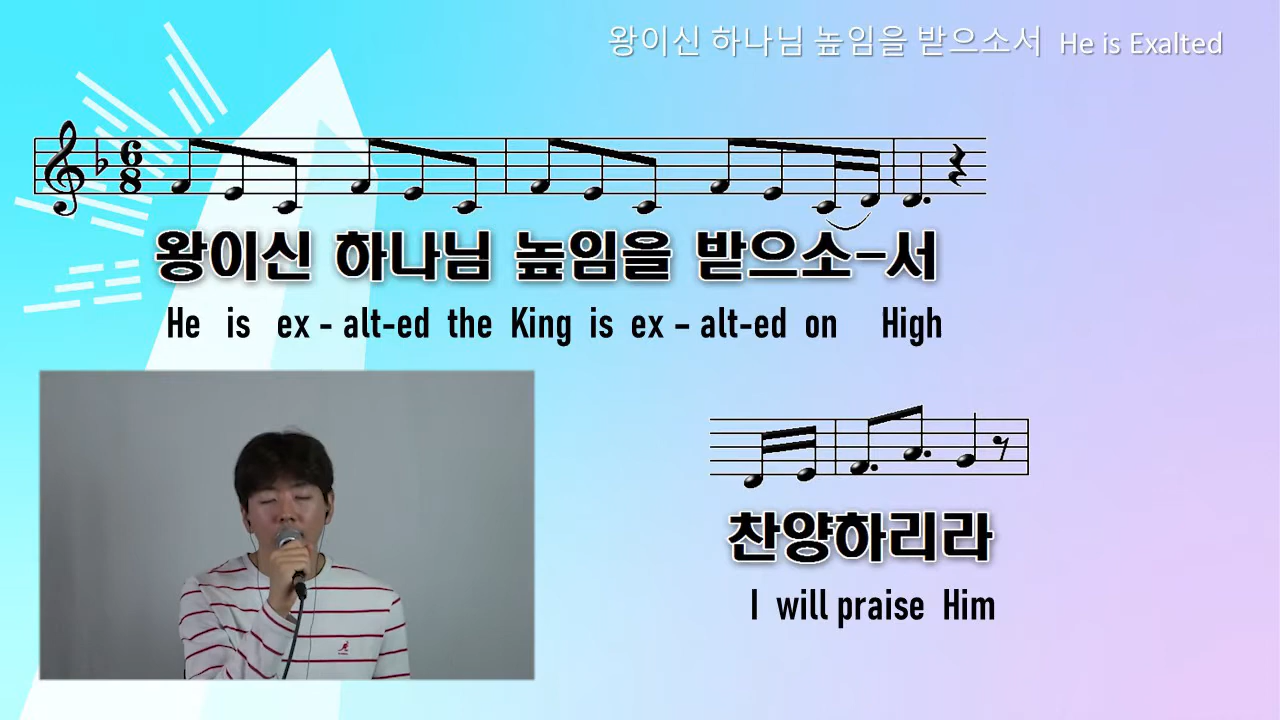 왕이신 하나님 높임을 받으소서 He is Exalted
6
8
왕이신 하나님 높임을 받으소-서
He is ex - alt-ed the King is ex - alt-ed on High
찬양하리라
I will praise Him